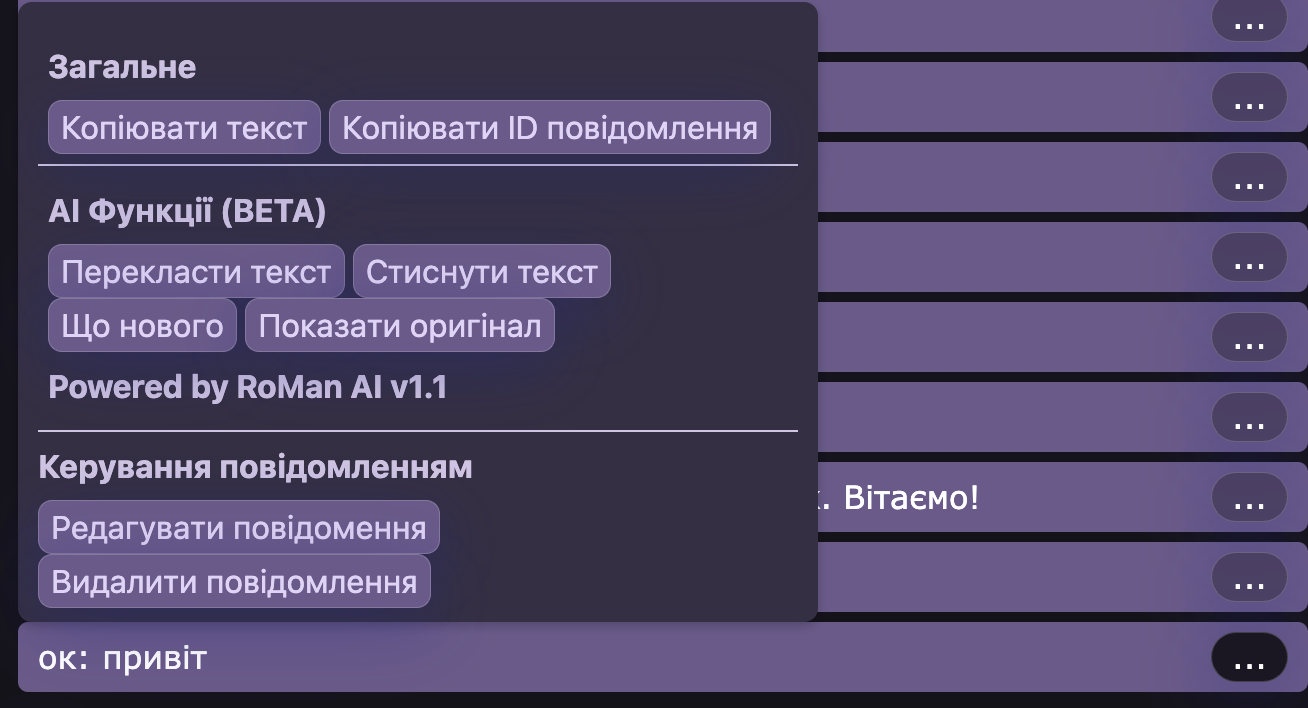 ...
Загальне
...
Копіювати текст Копіювати ID повідомлення
...
AI Функції (BETA)
...
Перекласти текст Стиснути текст
Що нового Показати оригінал
...
Powered by RoMan AI v1.1
...
Керування повідомленням
. Вітаємо! ...
Редагувати повідомення
Видалити повідомлення
...
ок: привіт ...